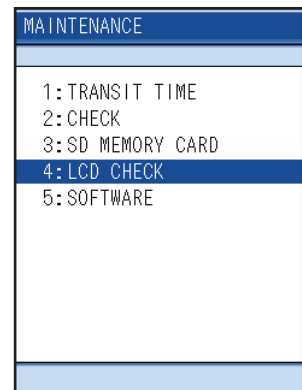 MAINTENANCE
1:TRANSIT TIME
2:CHECK
3:SD MEMORY CARD
4:LCD CHECK
5:SOFTWARE